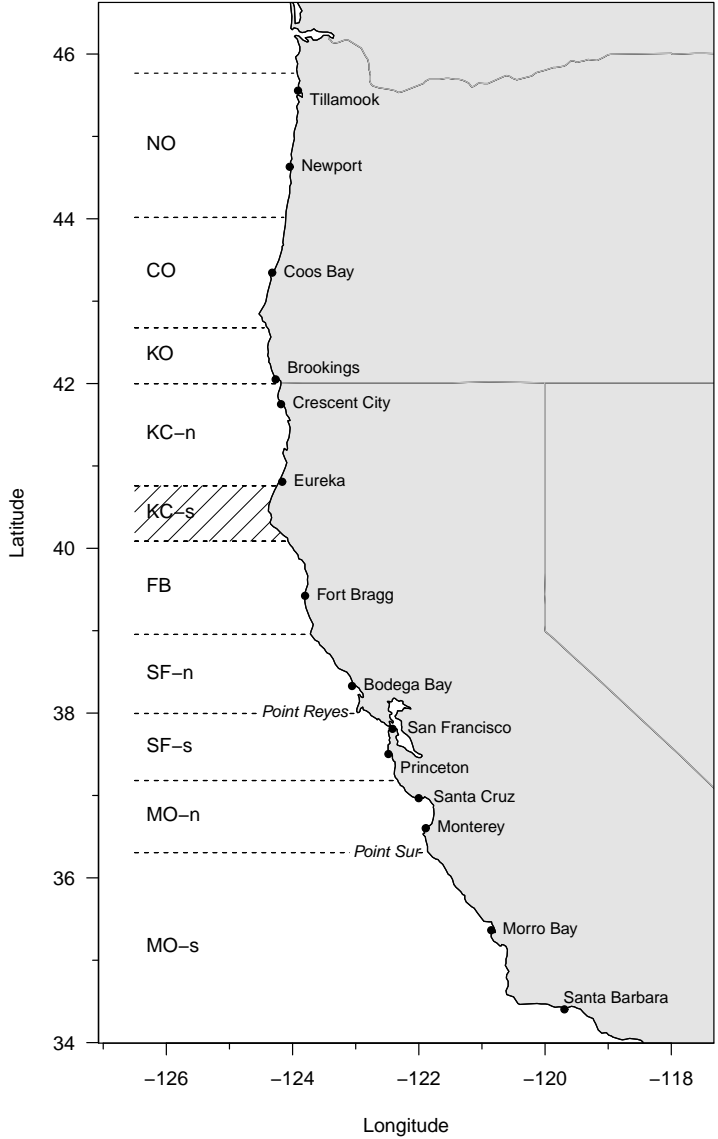 46
Tillamook
NO
Newport
44
CO
Coos Bay
KO
Brookings
42
Crescent City
KC−n
Eureka
KC−s
40
FB
Fort Bragg
SF−n
Bodega Bay
38
Point Reyes
San Francisco
SF−s
Princeton
Santa Cruz
MO−n
Monterey
Point Sur
36
Morro Bay
MO−s
Santa Barbara
34
Latitude
−126
−124
−122
−120
−118
Longitude